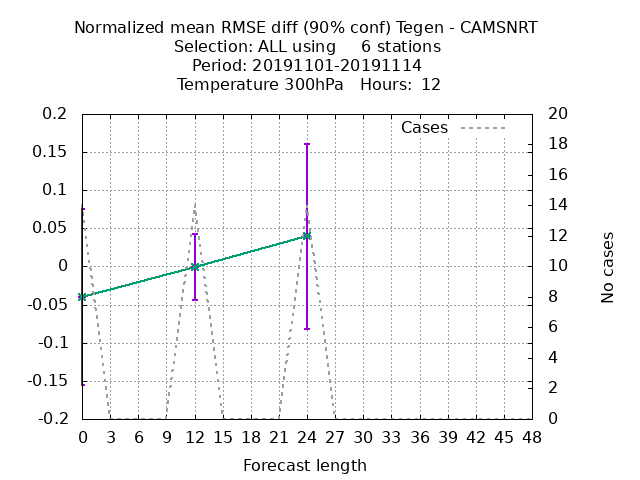 Normalized mean RMSE diff (90% conf) Tegen - CAMSNRT
Selection: ALL using 6 stations
Period: 20191101-20191114
Temperature 300hPa Hours: 12
Cases
0.2
0.15
0.1
0.05
0
-0.05
-0.1
-0.15
-0.2
20
18
16
14
12
10
8
6
4
2
0
No cases
0 3 6 9 12 15 18 21 24 27 30 33 36 39 42 45 48
Forecast length